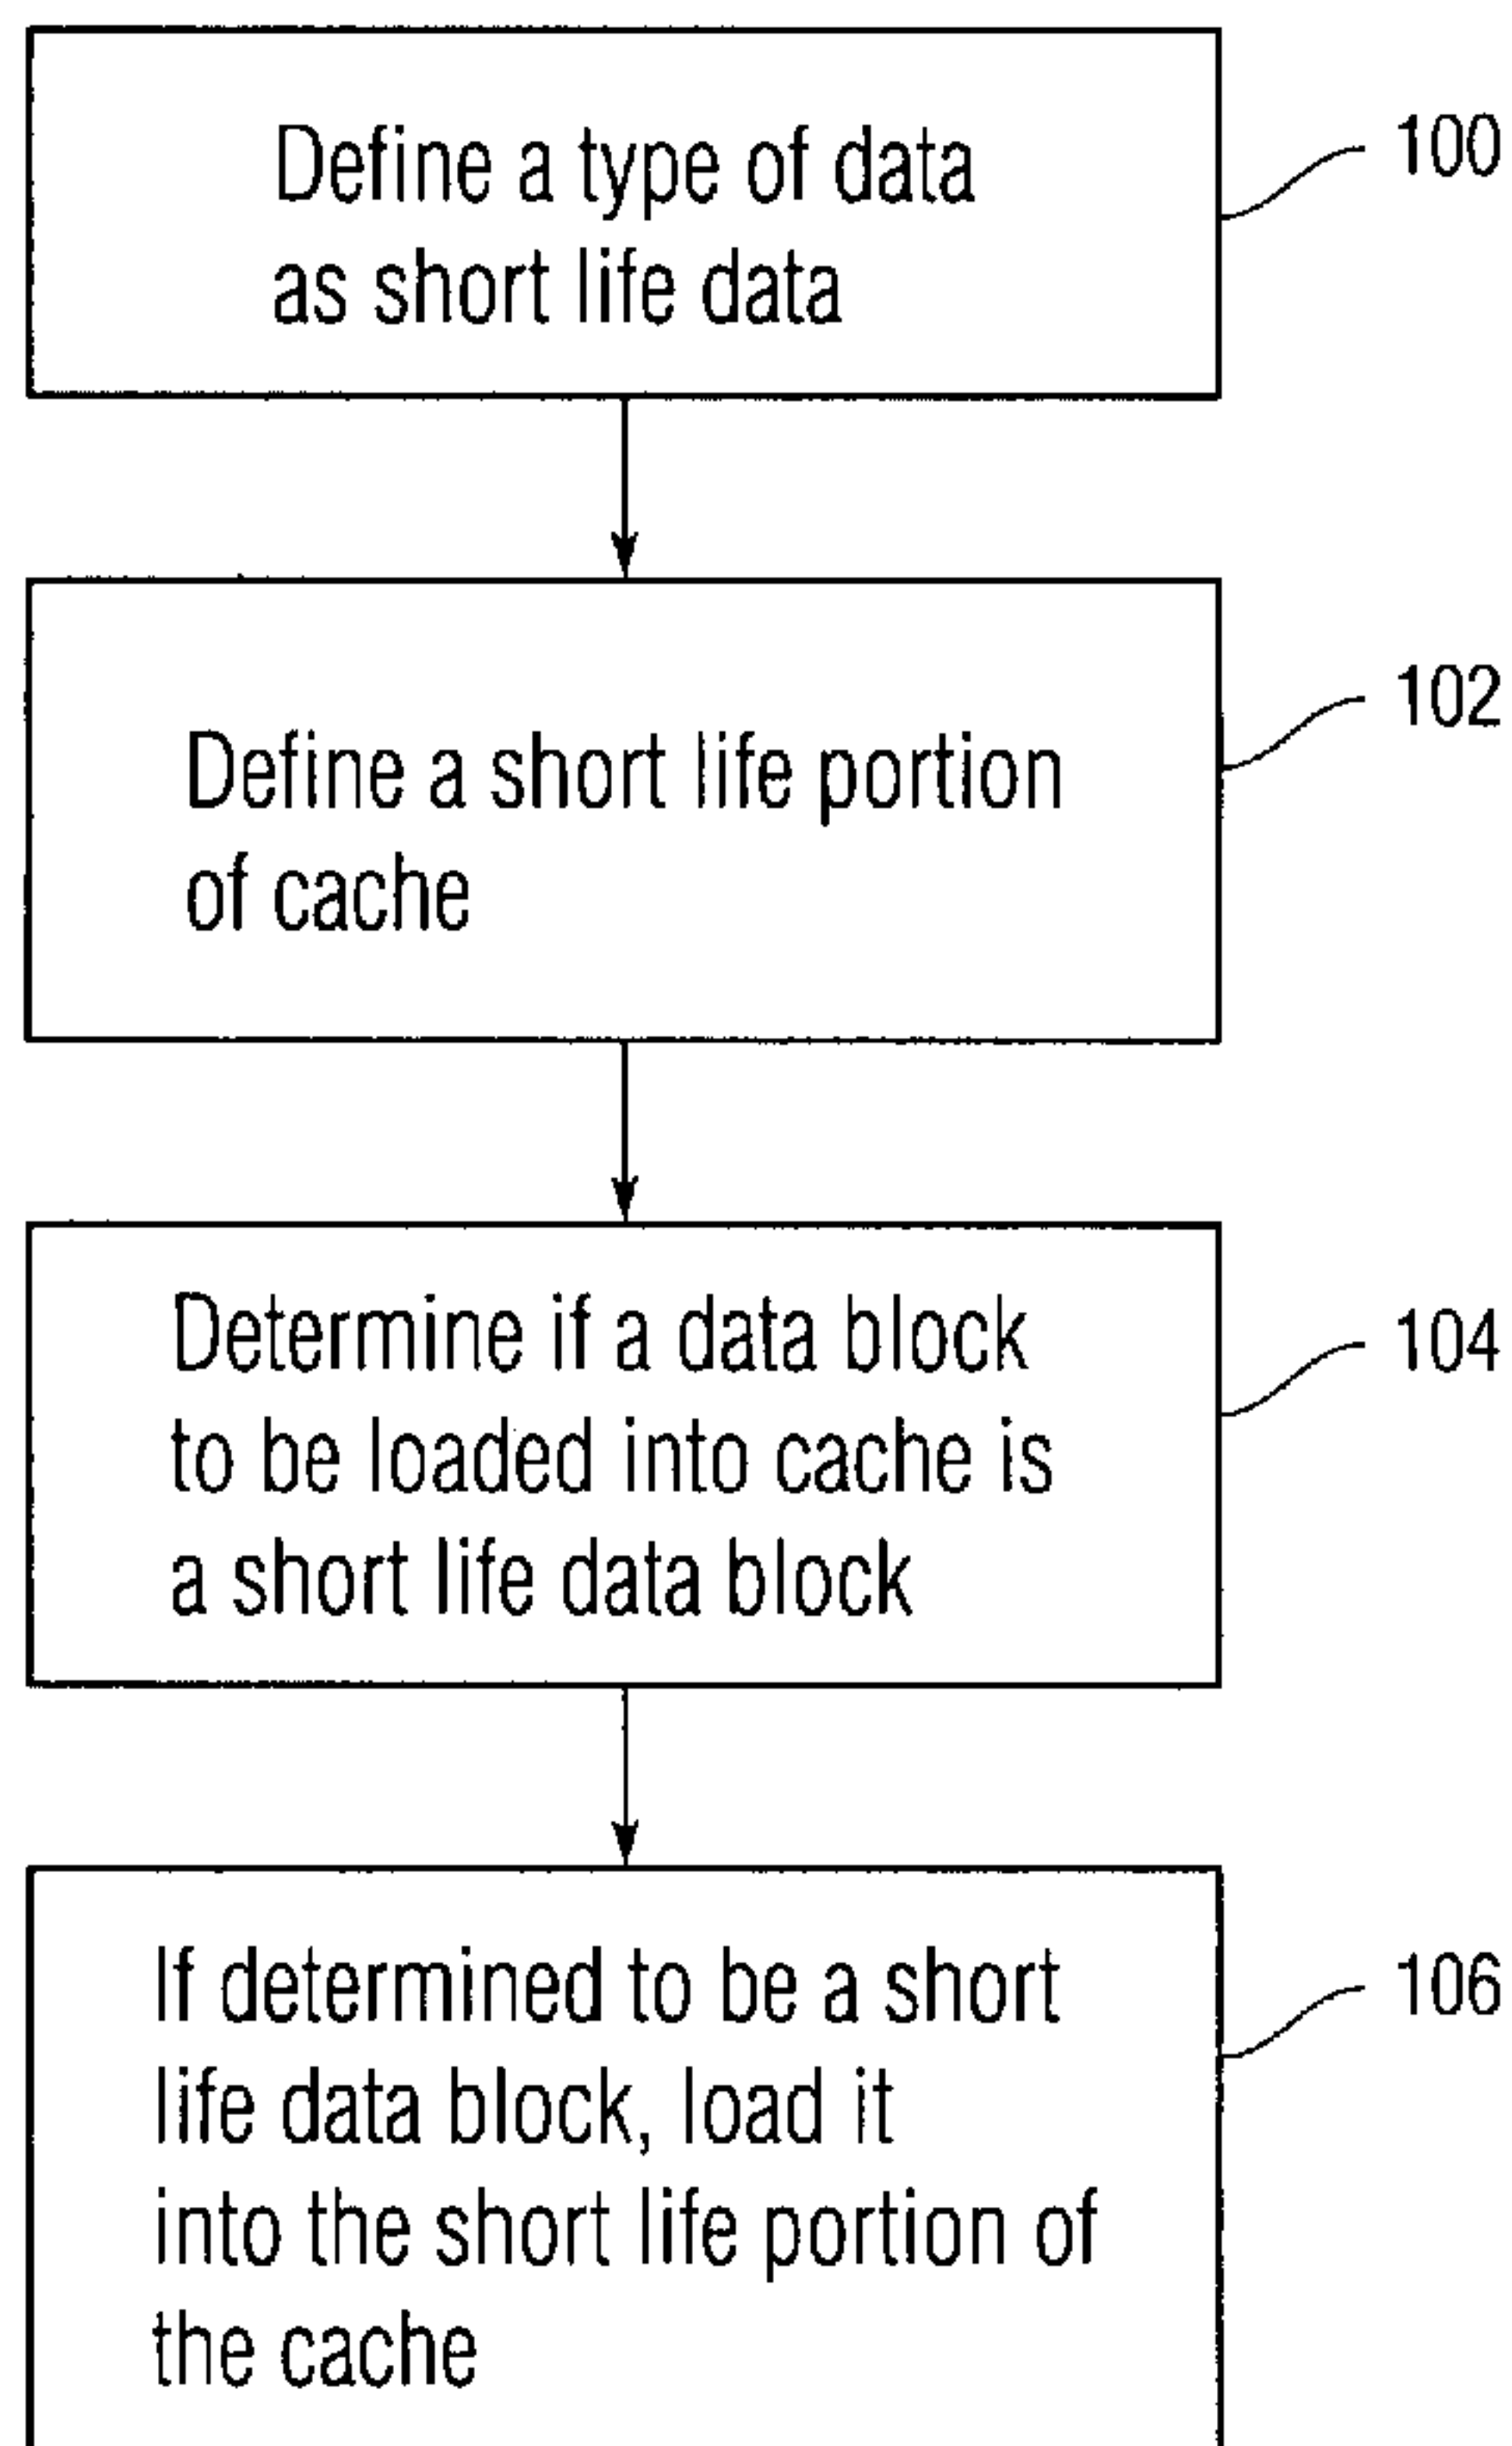 Define a type of data
as short life data
100
Define a short life portion
of cache
102
Determine if a data block
to be loaded into cache is
a short life data block
104
If determined to be a short
life data block, load it
into the short life portion of
the cache
106